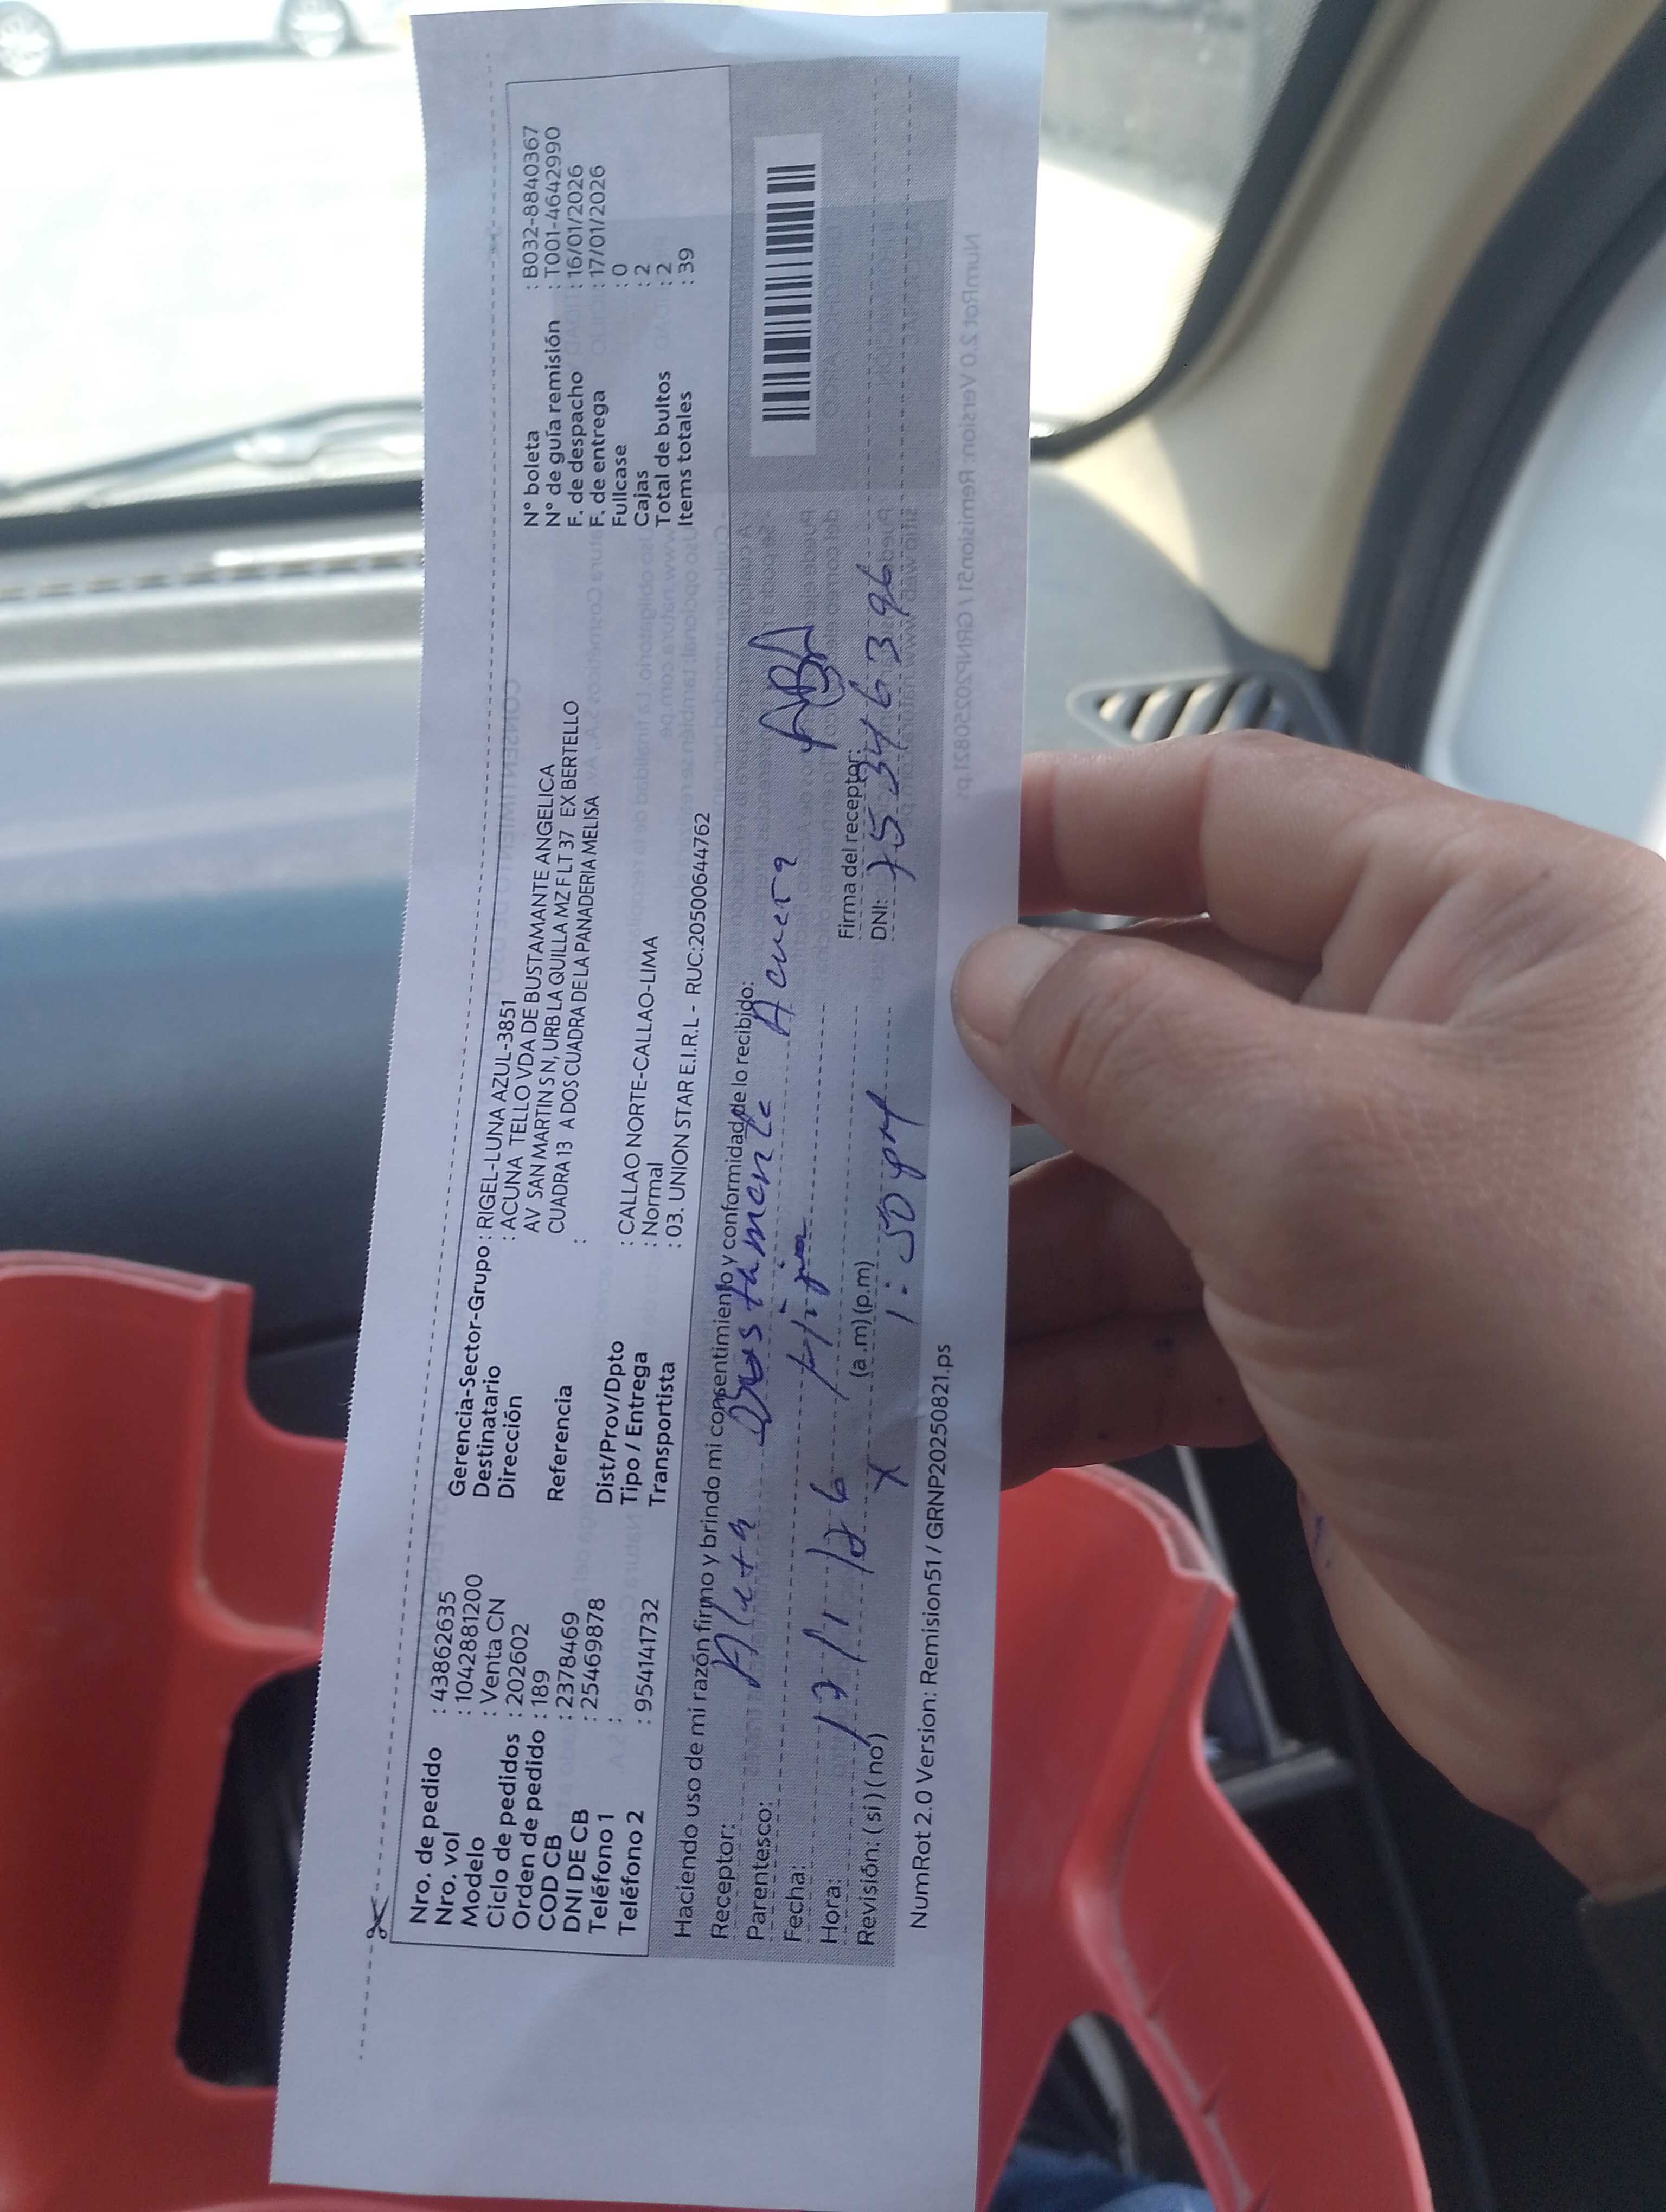 Nro. de pedido : 43862635
Nro. vol : 1042881200
Modelo : Venta CN
Ciclo de pedidos : 202602
Orden de pedido : 189
COD CB : 2378469
DNI DE CB : 25469878
Teléfono 1 :
Teléfono 2 : 954141732
Gerencia-Sector-Grupo : RIGEL-LUNA AZUL-3851
Destinatario : ACUNA TELLO VDA DE BUSTAMANTE ANGELICA
Dirección AV SAN MARTIN S N, URB LA QUILLA MZ F LT 37 EX BERTELLO
CUADRA 13 A DOS CUADRA DE LA PANADERIA MELISA
Referencia :
Dist/Prov/Dpto : CALLAO NORTE-CALLAO-LIMA
Tipo / Entrega : Normal
Transportista : 03. UNION STAR E.I.R.L - RUC:20500644762
N° boleta : B032-8840367
N° de guía remisión : T001-4642990
F. de despacho : 16/01/2026
F. de entrega : 17/01/2026
Fullcase : 0
Cajas : 2
Total de bultos : 2
Items totales : 39
Haciendo uso de mi razón firmo y brindo mi consentimiento y conformidad de lo recibido:
Receptor: Bustamente Acuera
Parentesco: Hija
Fecha: 17/1/26
Hora: (a .m) (p.m) 1:50 pm
Revisión: ( si ) ( no ) x
Firma del receptor:
DNI: 75346396
NumRot 2.0 Version: Remision51 / GRNP20250821.ps